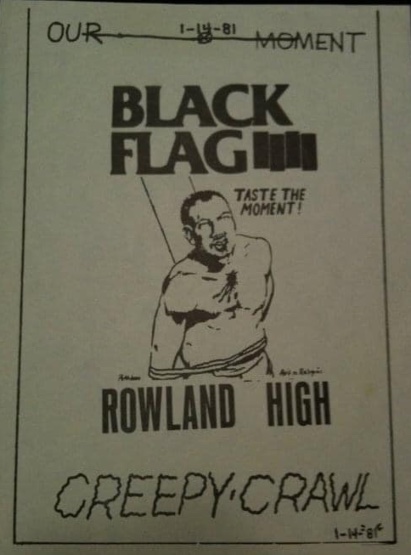 OUR 1-14-81 MOMENT
BLACK
FLAG
TASTE THE
MOMENT!
ROWLAND HIGH
CREEPY-CRAWL
1-14-81